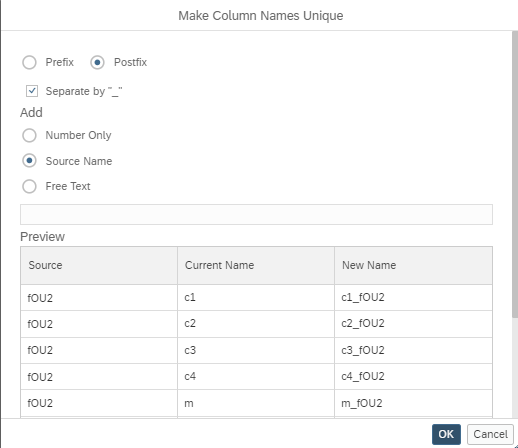 Make Column Names Unique
Prefix Postfix
Separate by "_"
Add
Number Only
Source Name
Free Text
Preview
Source Current Name New Name
fOU2 c1 c1_fOU2
fOU2 c2 c2_fOU2
fOU2 c3 c3_fOU2
fOU2 c4 c4_fOU2
fOU2 m m_fOU2
OK Cancel